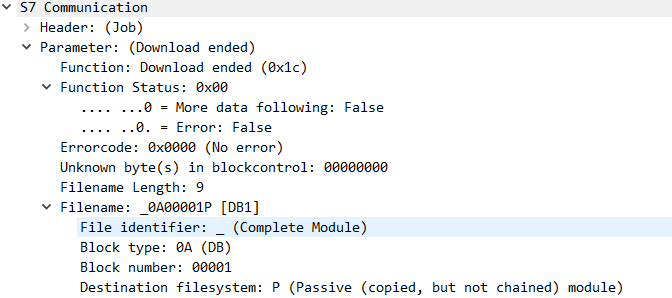 S7 Communication
Header: (Job)
Parameter: (Download ended)
Function: Download ended (0x1c)
Function Status: 0x00
.... ...0 = More data following: False
.... ..0. = Error: False
Errorcode: 0x0000 (No error)
Unknown byte(s) in blockcontrol: 00000000
Filename Length: 9
Filename: _0A00001P [DB1]
File identifier: _ (Complete Module)
Block type: 0A (DB)
Block number: 00001
Destination filesystem: P (Passive (copied, but not chained) module)